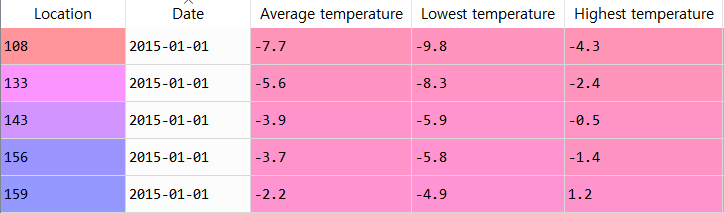 Location Date Average temperature Lowest temperature Highest temperature
108 2015-01-01 -7.7 -9.8 -4.3
133 2015-01-01 -5.6 -8.3 -2.4
143 2015-01-01 -3.9 -5.9 -0.5
156 2015-01-01 -3.7 -5.8 -1.4
159 2015-01-01 -2.2 -4.9 1.2